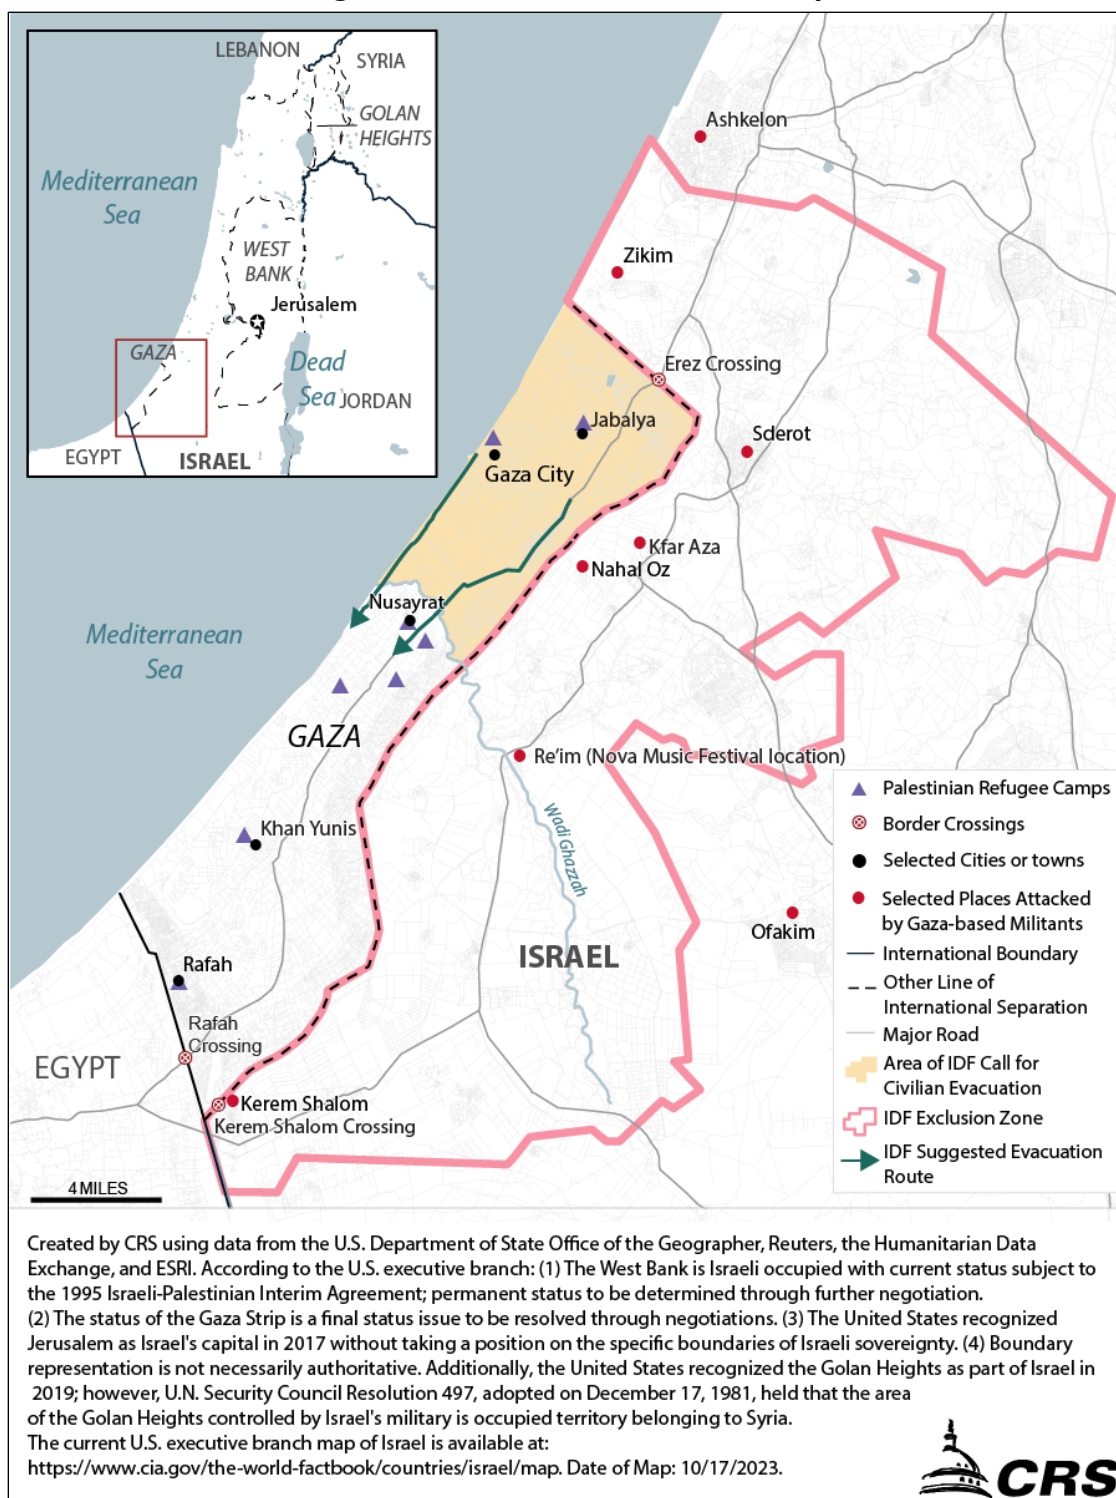 LEBANON
SYRIA
GOLAN
HEIGHTS
Mediterranean
Sea
WEST
BANK
Jerusalem
GAZA
Dead
Sea
JORDAN
EGYPT
ISRAEL
Ashkelon
Zikim
Erez Crossing
Jabalya
Sderot
Gaza City
Kfar Aza
Nahal Oz
Nusayrat
Mediterranean
Sea
GAZA
Re'im (Nova Music Festival location)
Khan Yunis
Wadi Ghazzah
Ofakim
ISRAEL
Rafah
Rafah
Crossing
EGYPT
Kerem Shalom
Kerem Shalom Crossing
4 MILES
Palestinian Refugee Camps
Border Crossings
Selected Cities or towns
Selected Places Attacked
by Gaza-based Militants
International Boundary
Other Line of
International Separation
Major Road
Area of IDF Call for
Civilian Evacuation
IDF Exclusion Zone
IDF Suggested Evacuation
Route
Created by CRS using data from the U.S. Department of State Office of the Geographer, Reuters, the Humanitarian Data
Exchange, and ESRI. According to the U.S. executive branch: (1) The West Bank is Israeli occupied with current status subject to
the 1995 Israeli-Palestinian Interim Agreement; permanent status to be determined through further negotiation.
(2) The status of the Gaza Strip is a final status issue to be resolved through negotiations. (3) The United States recognized
Jerusalem as Israel's capital in 2017 without taking a position on the specific boundaries of Israeli sovereignty. (4) Boundary
representation is not necessarily authoritative. Additionally, the United States recognized the Golan Heights as part of Israel in
2019; however, U.N. Security Council Resolution 497, adopted on December 17, 1981, held that the area
of the Golan Heights controlled by Israel's military is occupied territory belonging to Syria.
The current U.S. executive branch map of Israel is available at:
https://www.cia.gov/the-world-factbook/countries/israel/map. Date of Map: 10/17/2023.
CRS